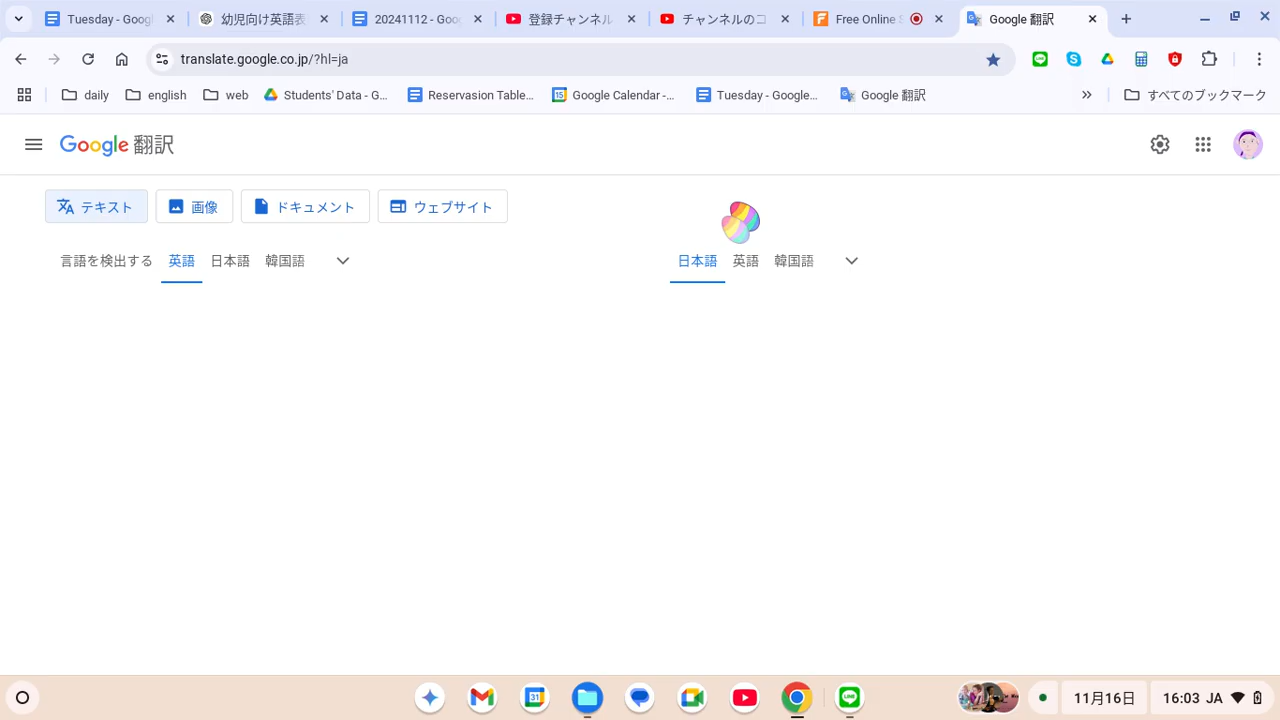 Tuesday - Googl
幼児向け英語表
20241112 - Goo
登録チャンネル
チャンネルのコ
Free Online S
Google 翻訳
translate.google.co.jp/?hl=ja
daily
english
web
Students' Data - G...
Reservasion Table...
Google Calendar -...
Tuesday - Google...
Google 翻訳
すべてのブックマーク
Google 翻訳
テキスト
画像
ドキュメント
ウェブサイト
言語を検出する
英語
日本語
韓国語
日本語
英語
韓国語
11月16日
16:03 JA